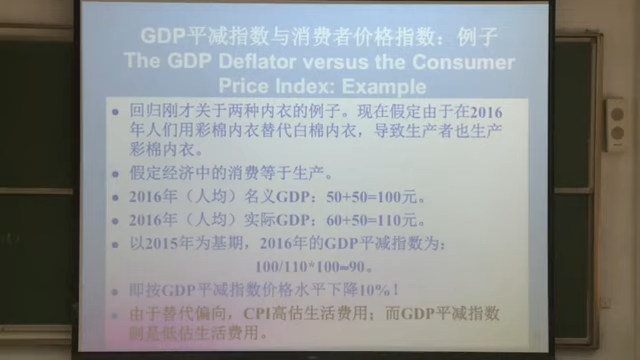 GDP平减指数与消费者价格指数：例子
The GDP Deflator versus the Consumer
Price Index: Example
● 回归刚才关于两种内衣的例子。现在假定由于在2016
年人们用彩棉内衣替代白棉内衣，导致生产者也生产
彩棉内衣。
● 假定经济中的消费等于生产。
● 2016年（人均）名义GDP：50+50=100元。
● 2016年（人均）实际GDP：60+50=110元。
● 以2015年为基期，2016年的GDP平减指数为：
100/110*100=90。
● 即按GDP平减指数价格水平下降10%！
● 由于替代偏向，CPI高估生活费用；而GDP平减指数
则是低估生活费用。